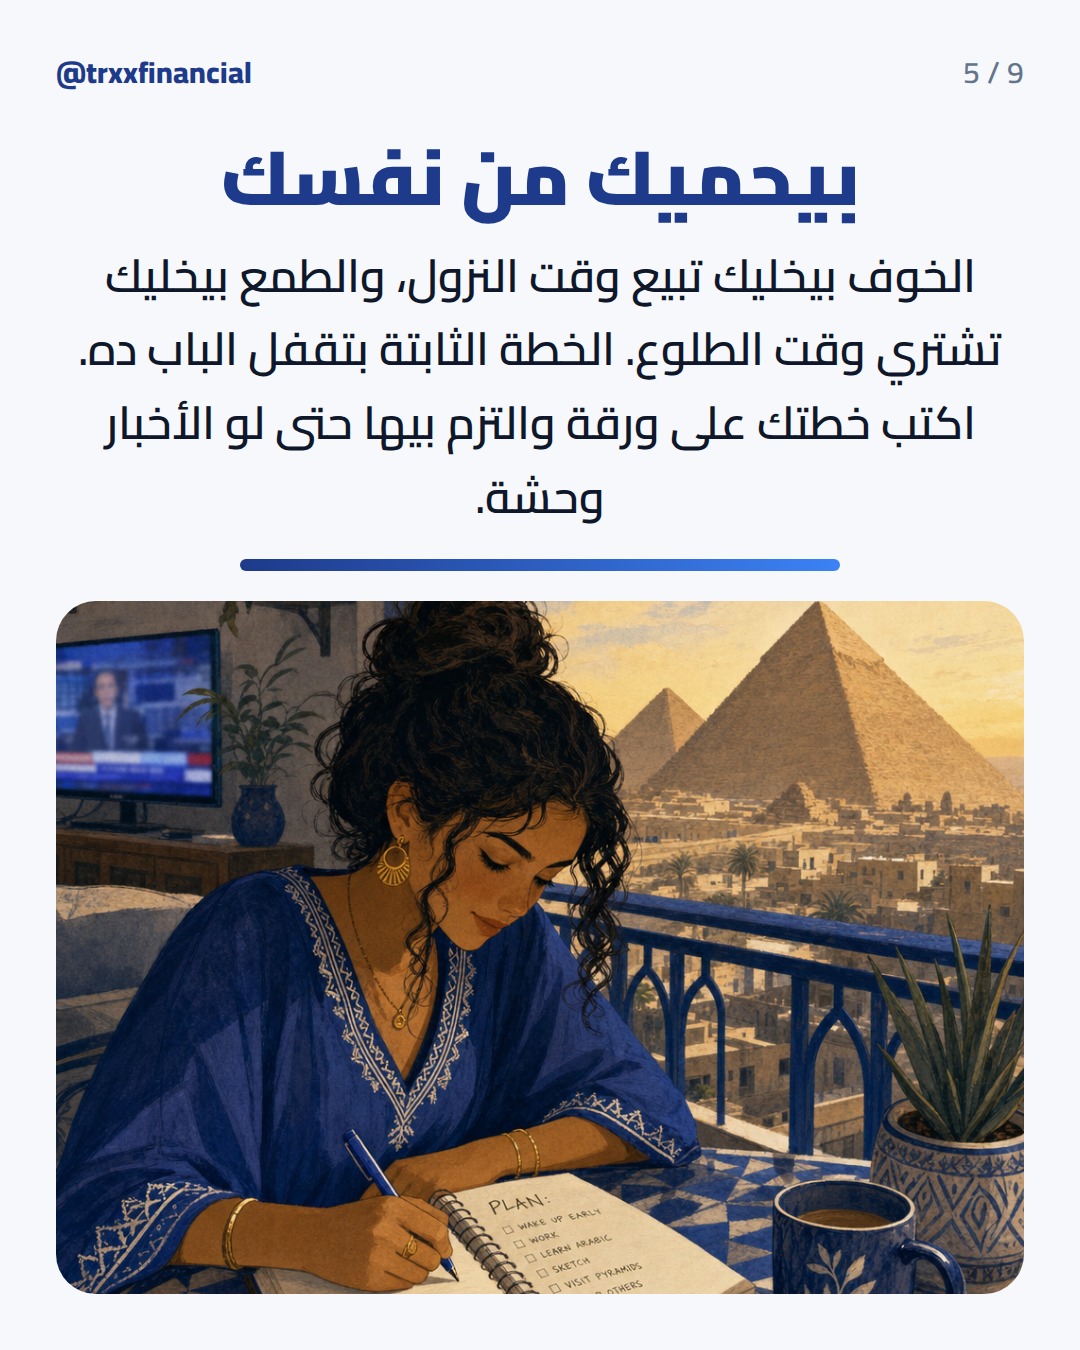 @trxxfinancial
5 / 9
بيحميك من نفسك
الخوف بيخليك تبيع وقت النزول، والطمع بيخليك
تشتري وقت الطلوع. الخطة الثابتة بتقفل الباب ده.
اكتب خطتك على ورقة والتزم بيها حتى لو الأخبار
وحشة.
PLAN:
WAKE UP EARLY
WORK
LEARN ARABIC
SKETCH
VISIT PYRAMIDS
OTHERS